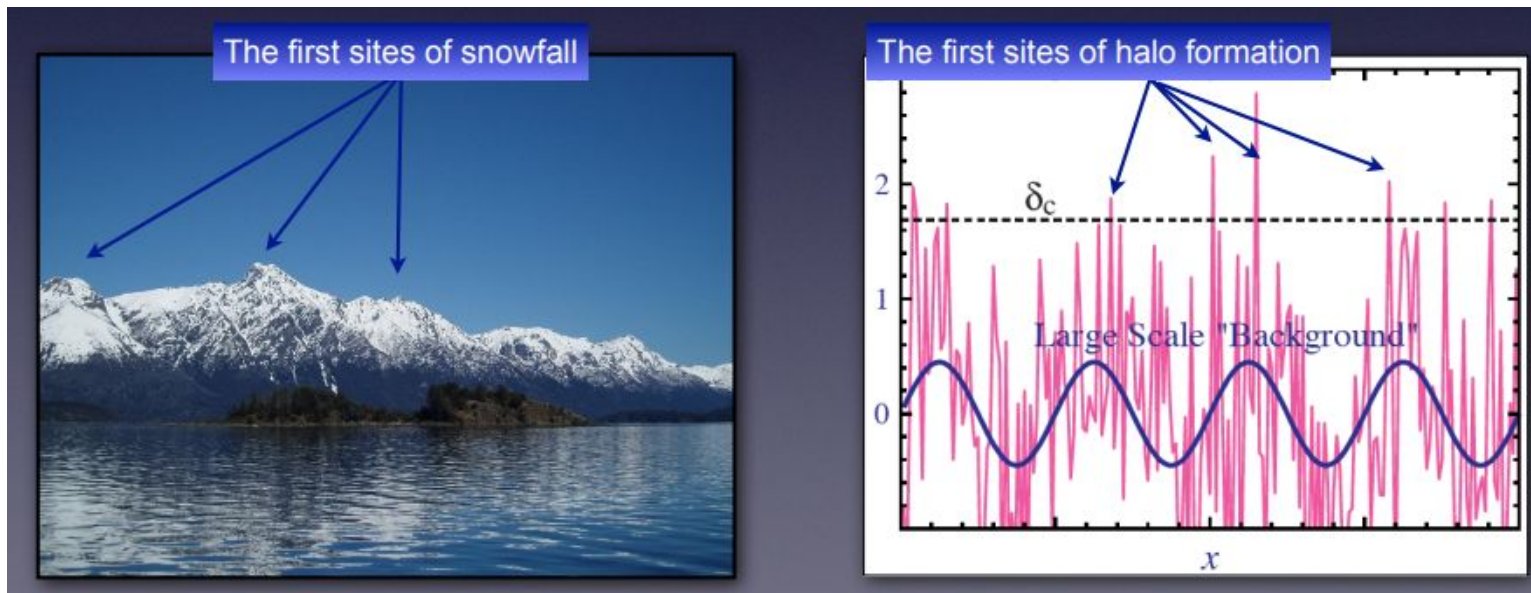 The first sites of snowfall
The first sites of halo formation
2
δc
1
Large Scale "Background"
0
x